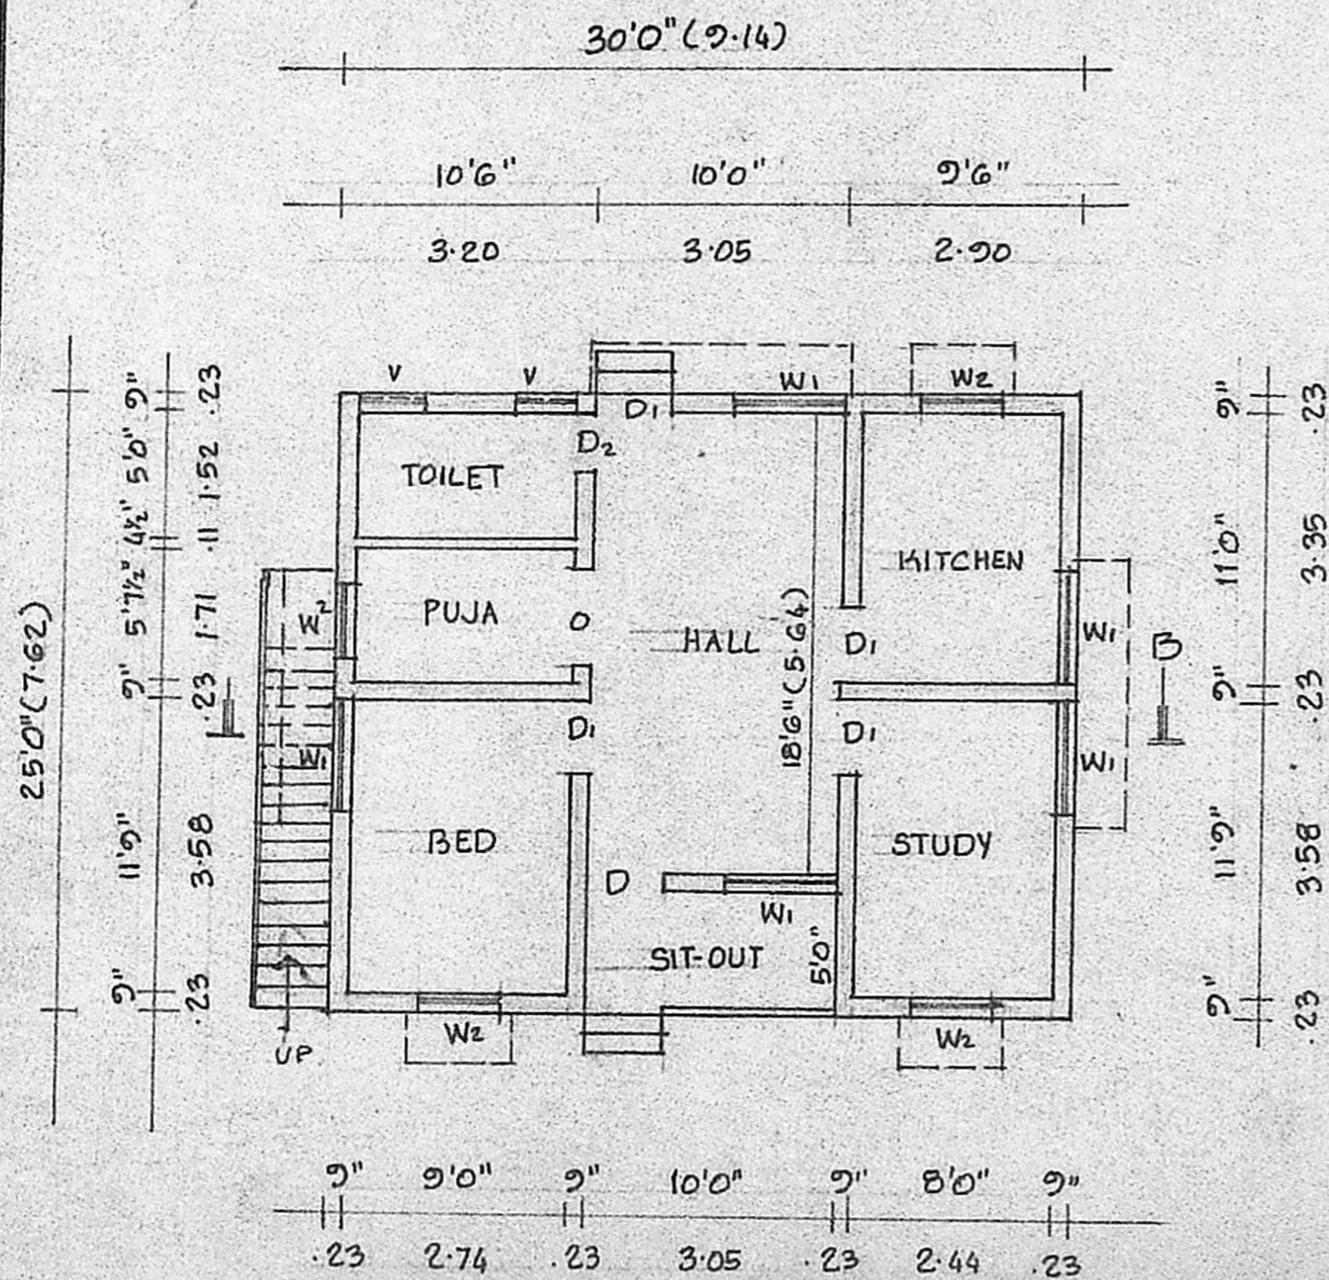 30'0"(9.14)
10'6" 10'0" 9'6"
3.20 3.05 2.90
25'0"(7.62)
9" 5'0" 4½" 5'7½" 9" 11'9" 9"
.23 1.52 .11 1.71 .23 3.58 .23
V V D1 W1 W2
D2
TOILET
KITCHEN
PUJA O HALL D1 W1 B
W2
18'6"(5.64)
D1 D1 W1
W1
BED STUDY
D W1
SIT-OUT 5'0"
W2 W2
UP
9" 11'0" 9" 11'9" 9"
.23 3.35 .23 3.58 .23
9" 9'0" 9" 10'0" 9" 8'0" 9"
.23 2.74 .23 3.05 .23 2.44 .23